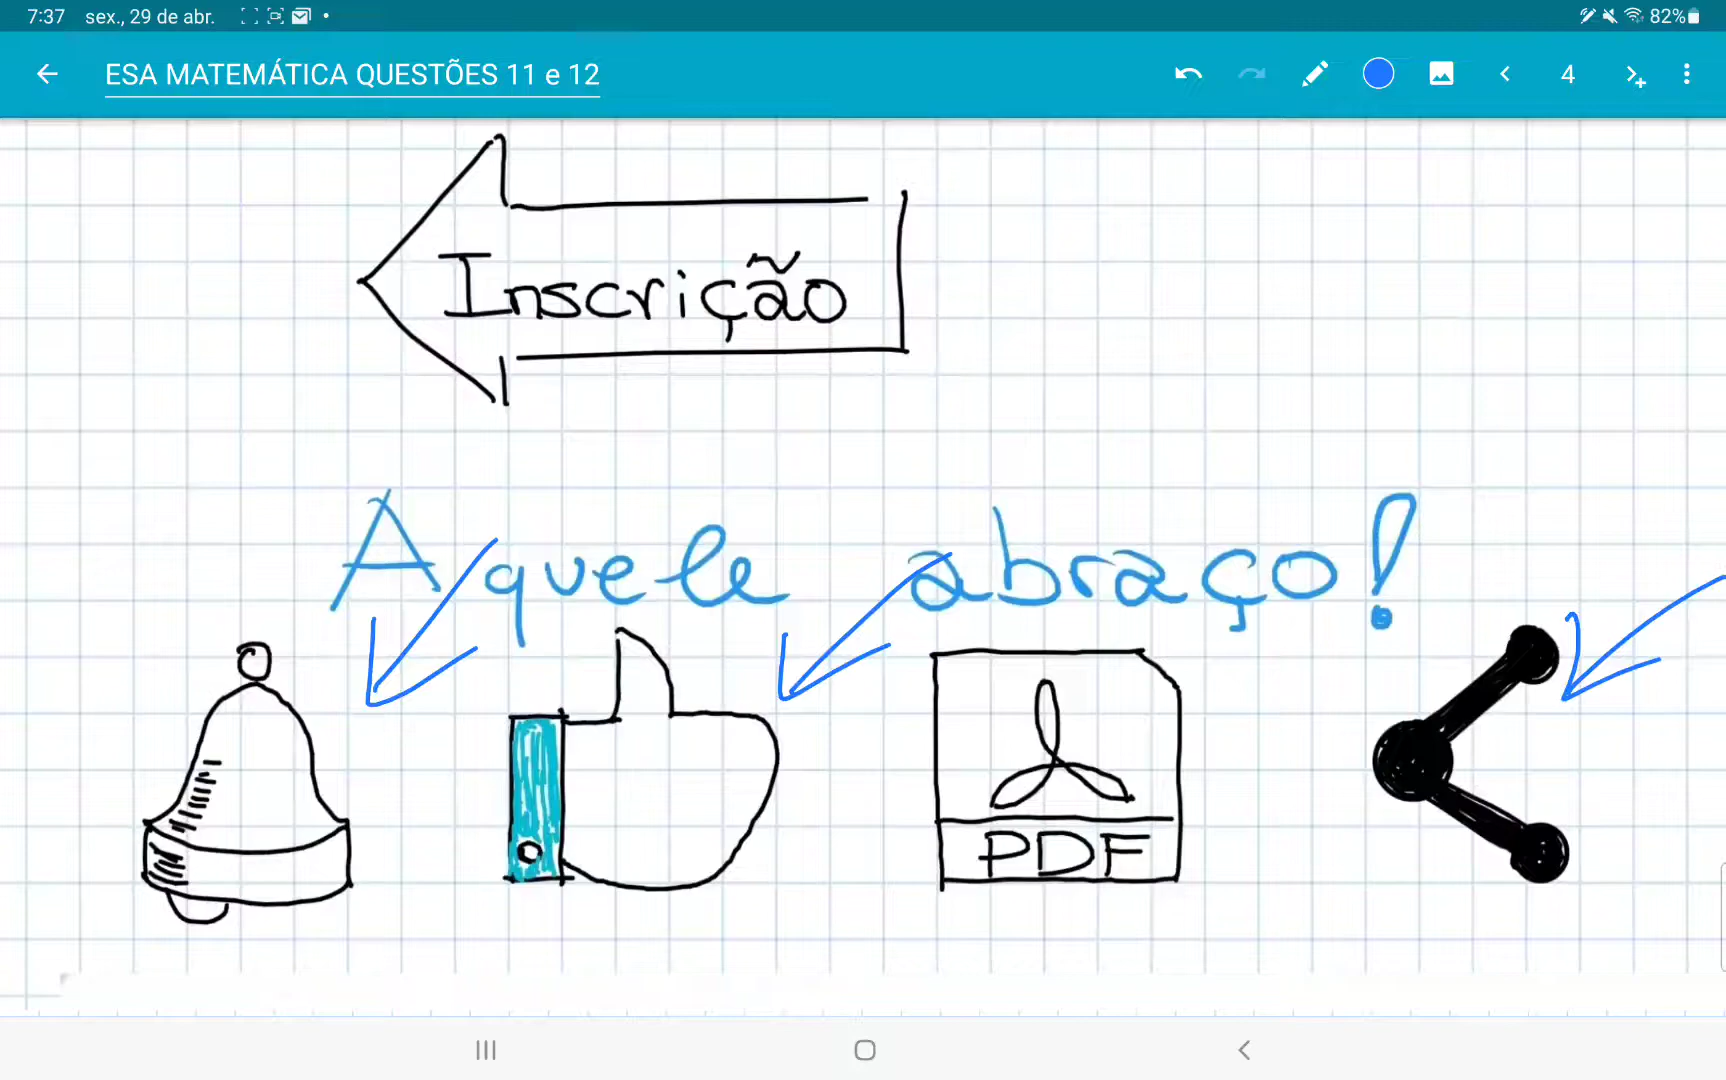 7:37 sex., 29 de abr. 82%
ESA MATEMÁTICA QUESTÕES 11 e 12 4
Inscrição
Aquele abraço!
PDF